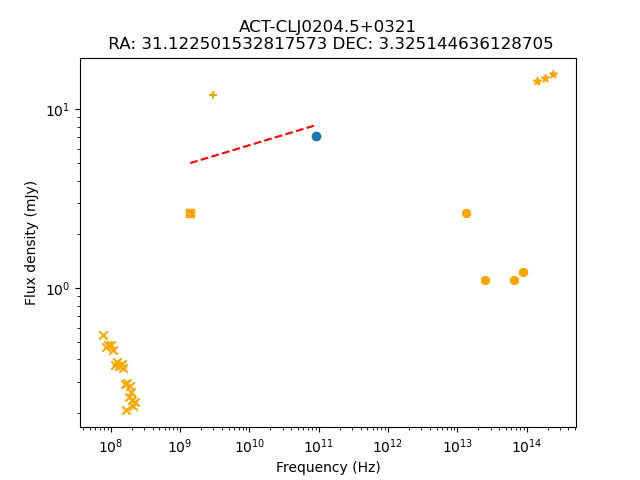 ACT-CLJ0204.5+0321
RA: 31.122501532817573 DEC: 3.325144636128705
Flux density (mJy)
10¹
10⁰
10⁸ 10⁹ 10¹⁰ 10¹¹ 10¹² 10¹³ 10¹⁴
Frequency (Hz)